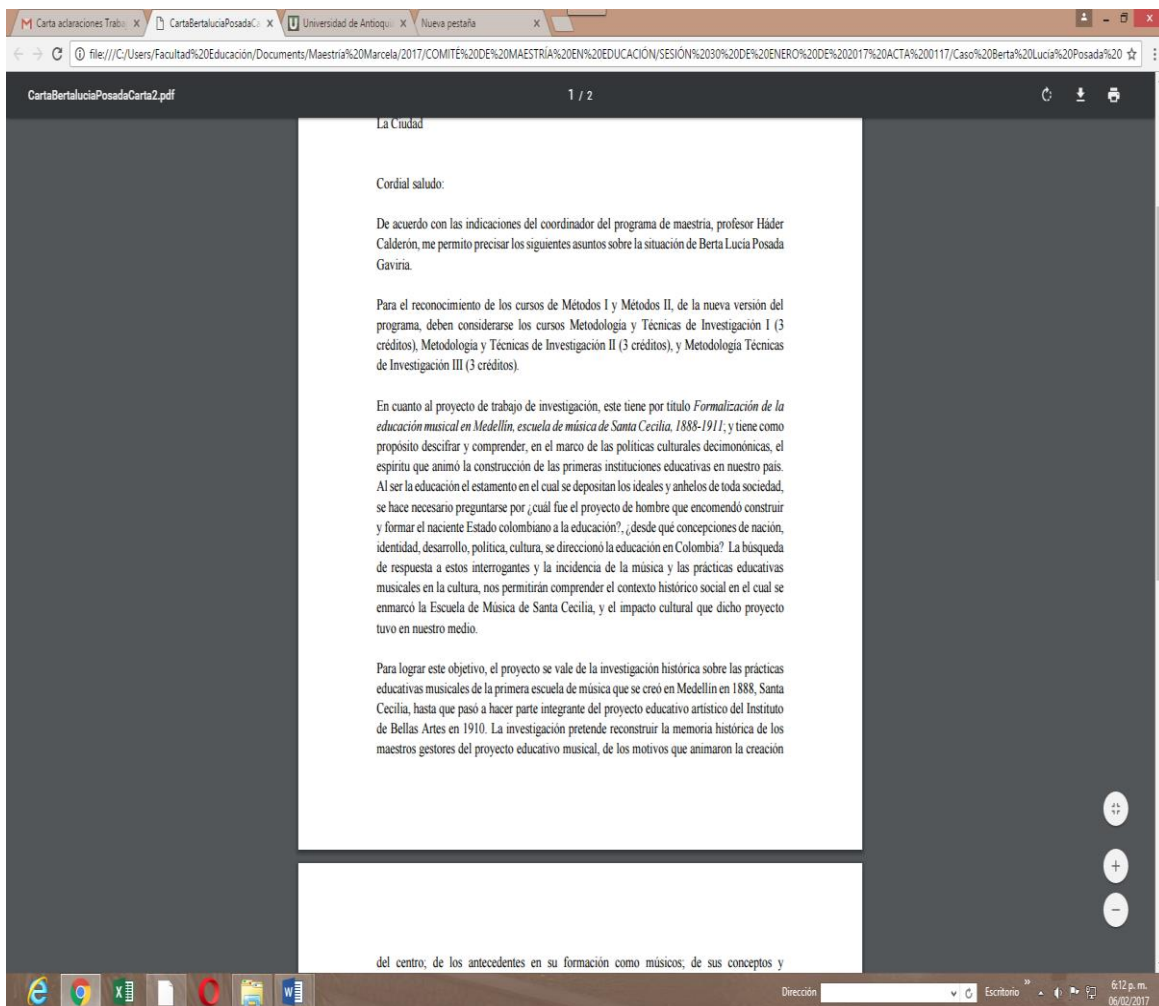 Carta aclaraciones Traba
CartaBertaluciaPosadaCa
Universidad de Antioqui
Nueva pestaña
file:///C:/Users/Facultad%20Educación/Documents/Maestría%20Marcela/2017/COMITÉ%20DE%20MAESTRÍA%20EN%20EDUCACIÓN/SESIÓN%2030%20DE%20ENERO%20DE%202017%20ACTA%200117/Caso%20Berta%20Lucía%20Posada%20
CartaBertaluciaPosadaCarta2.pdf
1 / 2
La Ciudad
Cordial saludo:
De acuerdo con las indicaciones del coordinador del programa de maestría, profesor Háder
Calderón, me permito precisar los siguientes asuntos sobre la situación de Berta Lucía Posada
Gaviria.
Para el reconocimiento de los cursos de Métodos I y Métodos II, de la nueva versión del
programa, deben considerarse los cursos Metodología y Técnicas de Investigación I (3
créditos), Metodología y Técnicas de Investigación II (3 créditos), y Metodología Técnicas
de Investigación III (3 créditos).
En cuanto al proyecto de trabajo de investigación, este tiene por título Formalización de la
educación musical en Medellín, escuela de música de Santa Cecilia, 1888-1911; y tiene como
propósito descifrar y comprender, en el marco de las políticas culturales decimonónicas, el
espíritu que animó la construcción de las primeras instituciones educativas en nuestro país.
Al ser la educación el estamento en el cual se depositan los ideales y anhelos de toda sociedad,
se hace necesario preguntarse por ¿cuál fue el proyecto de hombre que encomendó construir
y formar el naciente Estado colombiano a la educación?, ¿desde qué concepciones de nación,
identidad, desarrollo, política, cultura, se direccionó la educación en Colombia? La búsqueda
de respuesta a estos interrogantes y la incidencia de la música y las prácticas educativas
musicales en la cultura, nos permitirán comprender el contexto histórico social en el cual se
enmarcó la Escuela de Música de Santa Cecilia, y el impacto cultural que dicho proyecto
tuvo en nuestro medio.
Para lograr este objetivo, el proyecto se vale de la investigación histórica sobre las prácticas
educativas musicales de la primera escuela de música que se creó en Medellín en 1888, Santa
Cecilia, hasta que pasó a hacer parte integrante del proyecto educativo artístico del Instituto
de Bellas Artes en 1910. La investigación pretende reconstruir la memoria histórica de los
maestros gestores del proyecto educativo musical, de los motivos que animaron la creación
del centro; de los antecedentes en su formación como músicos; de sus conceptos y
Dirección
Escritorio
6:12 p. m.
06/02/2017